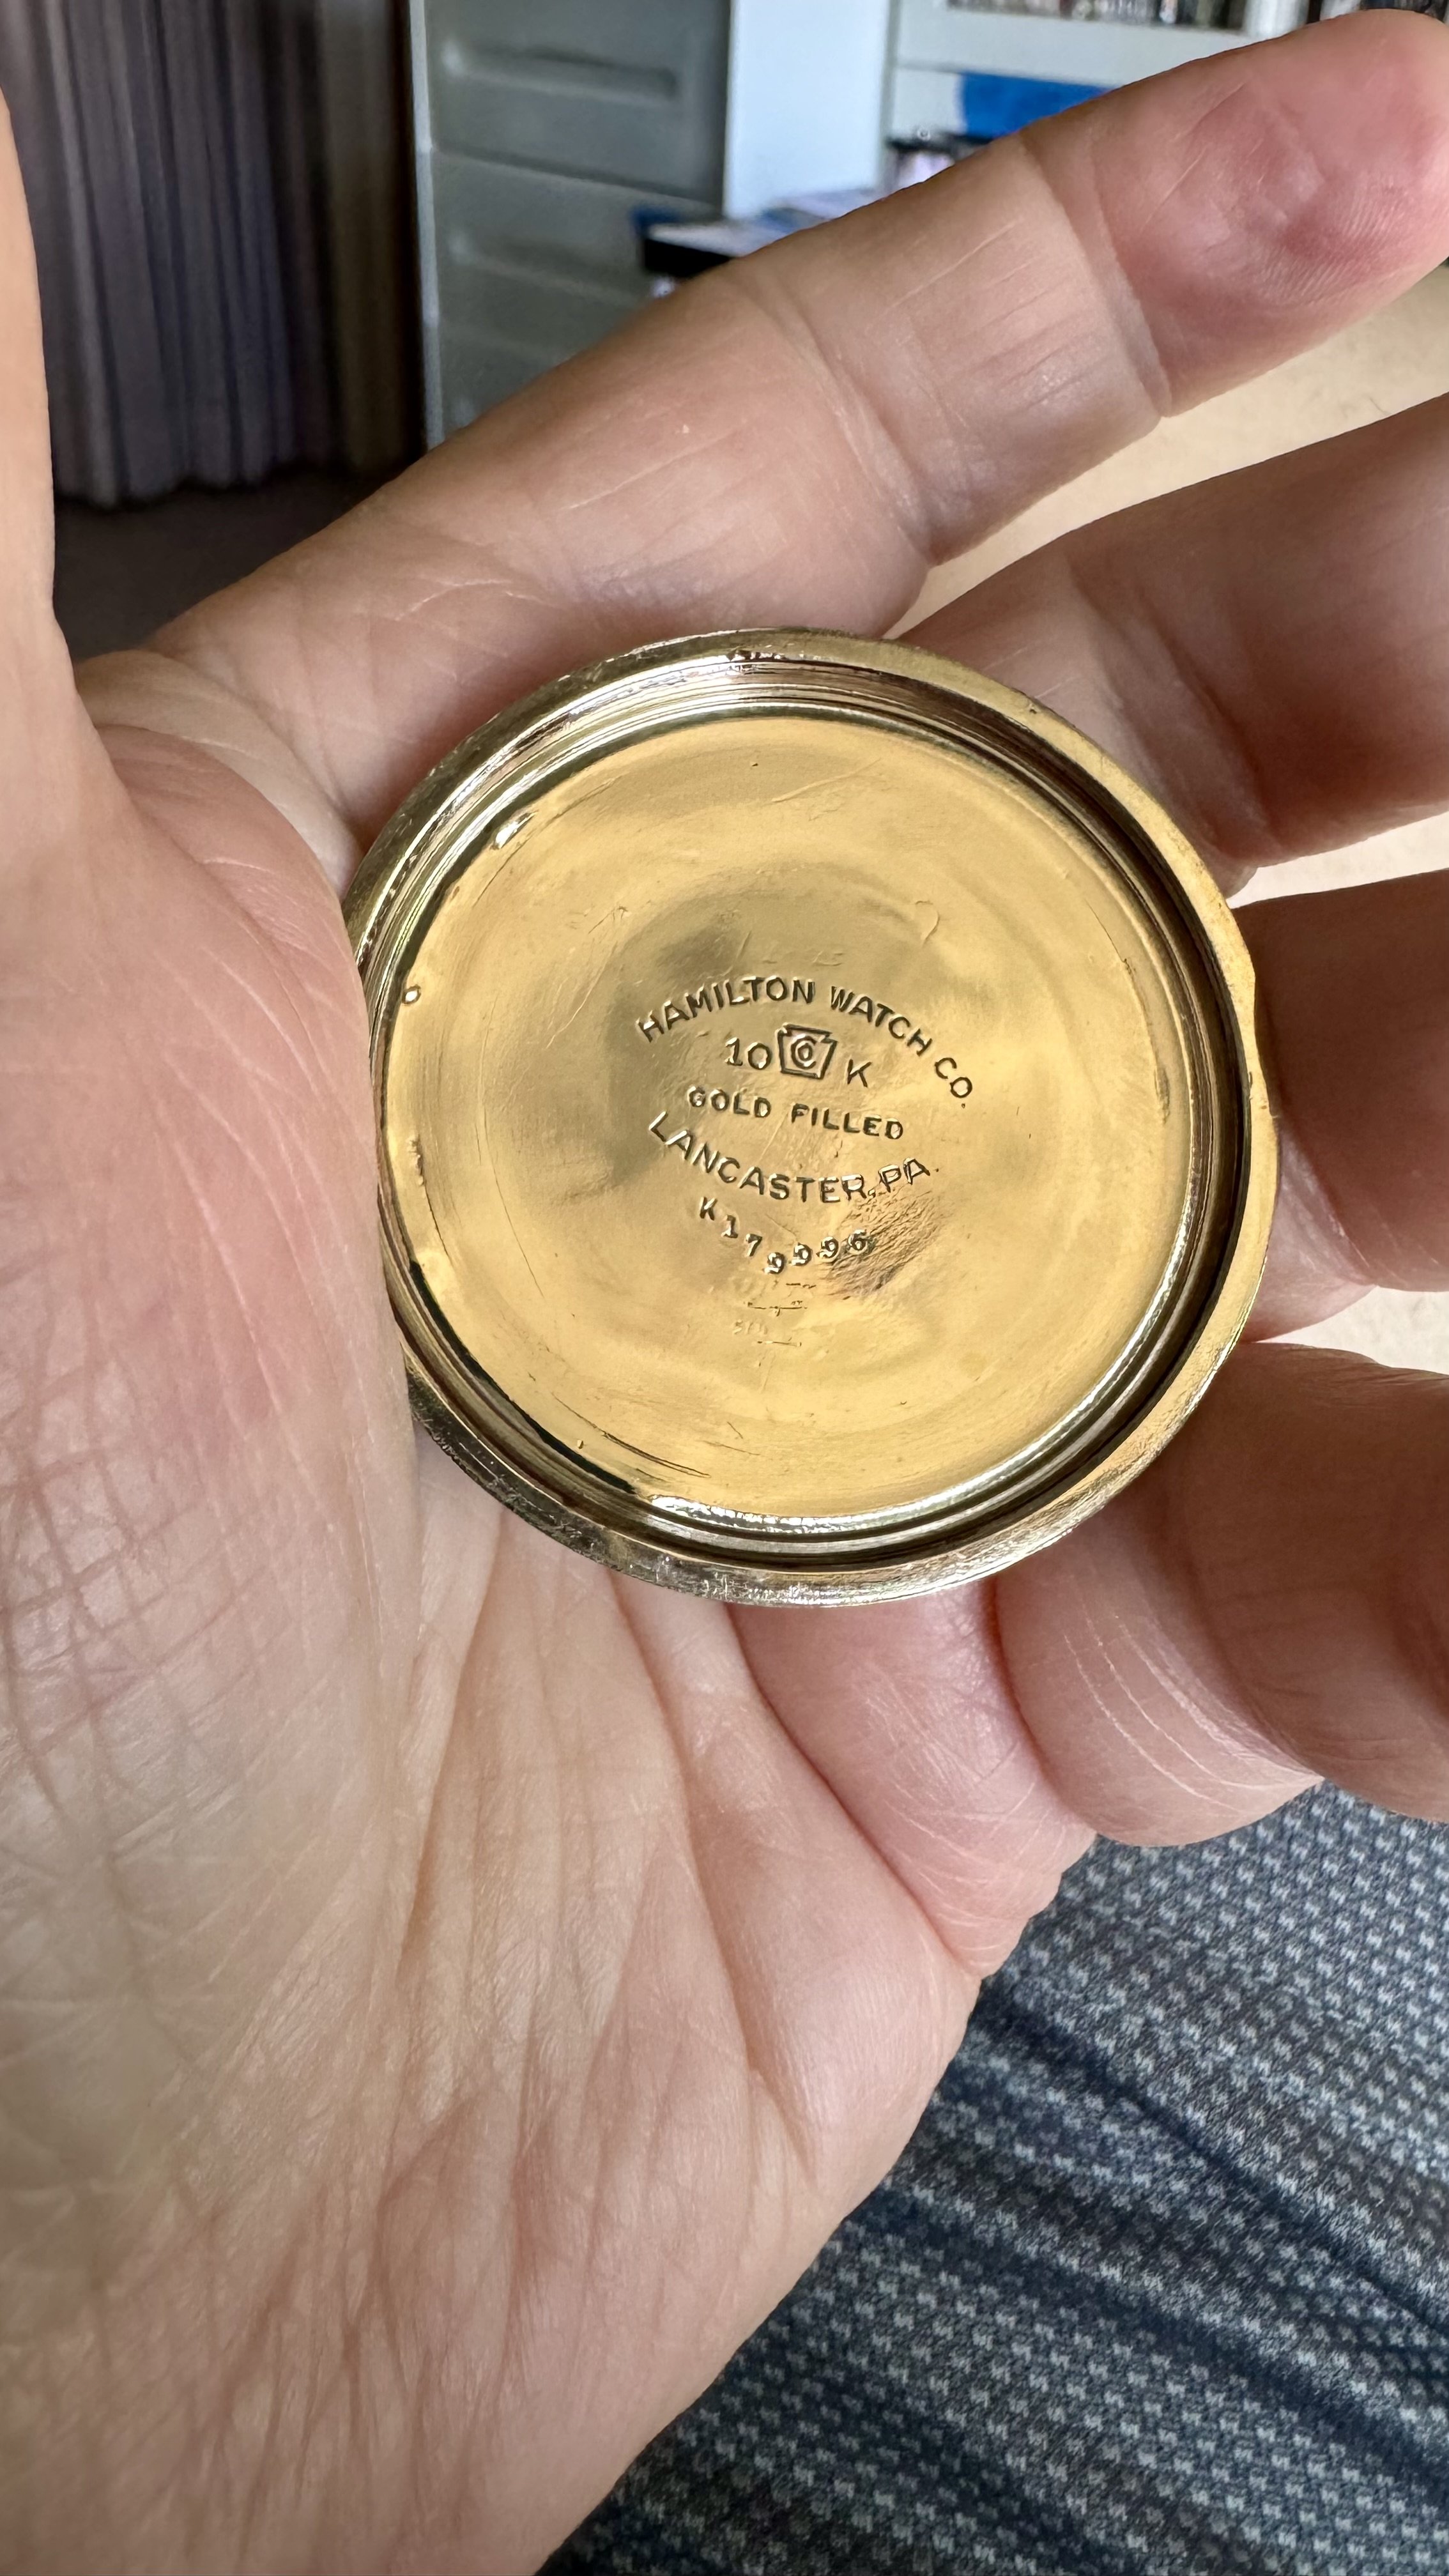 HAMILTON WATCH CO.
10 K
GOLD FILLED
LANCASTER, PA.
K179996